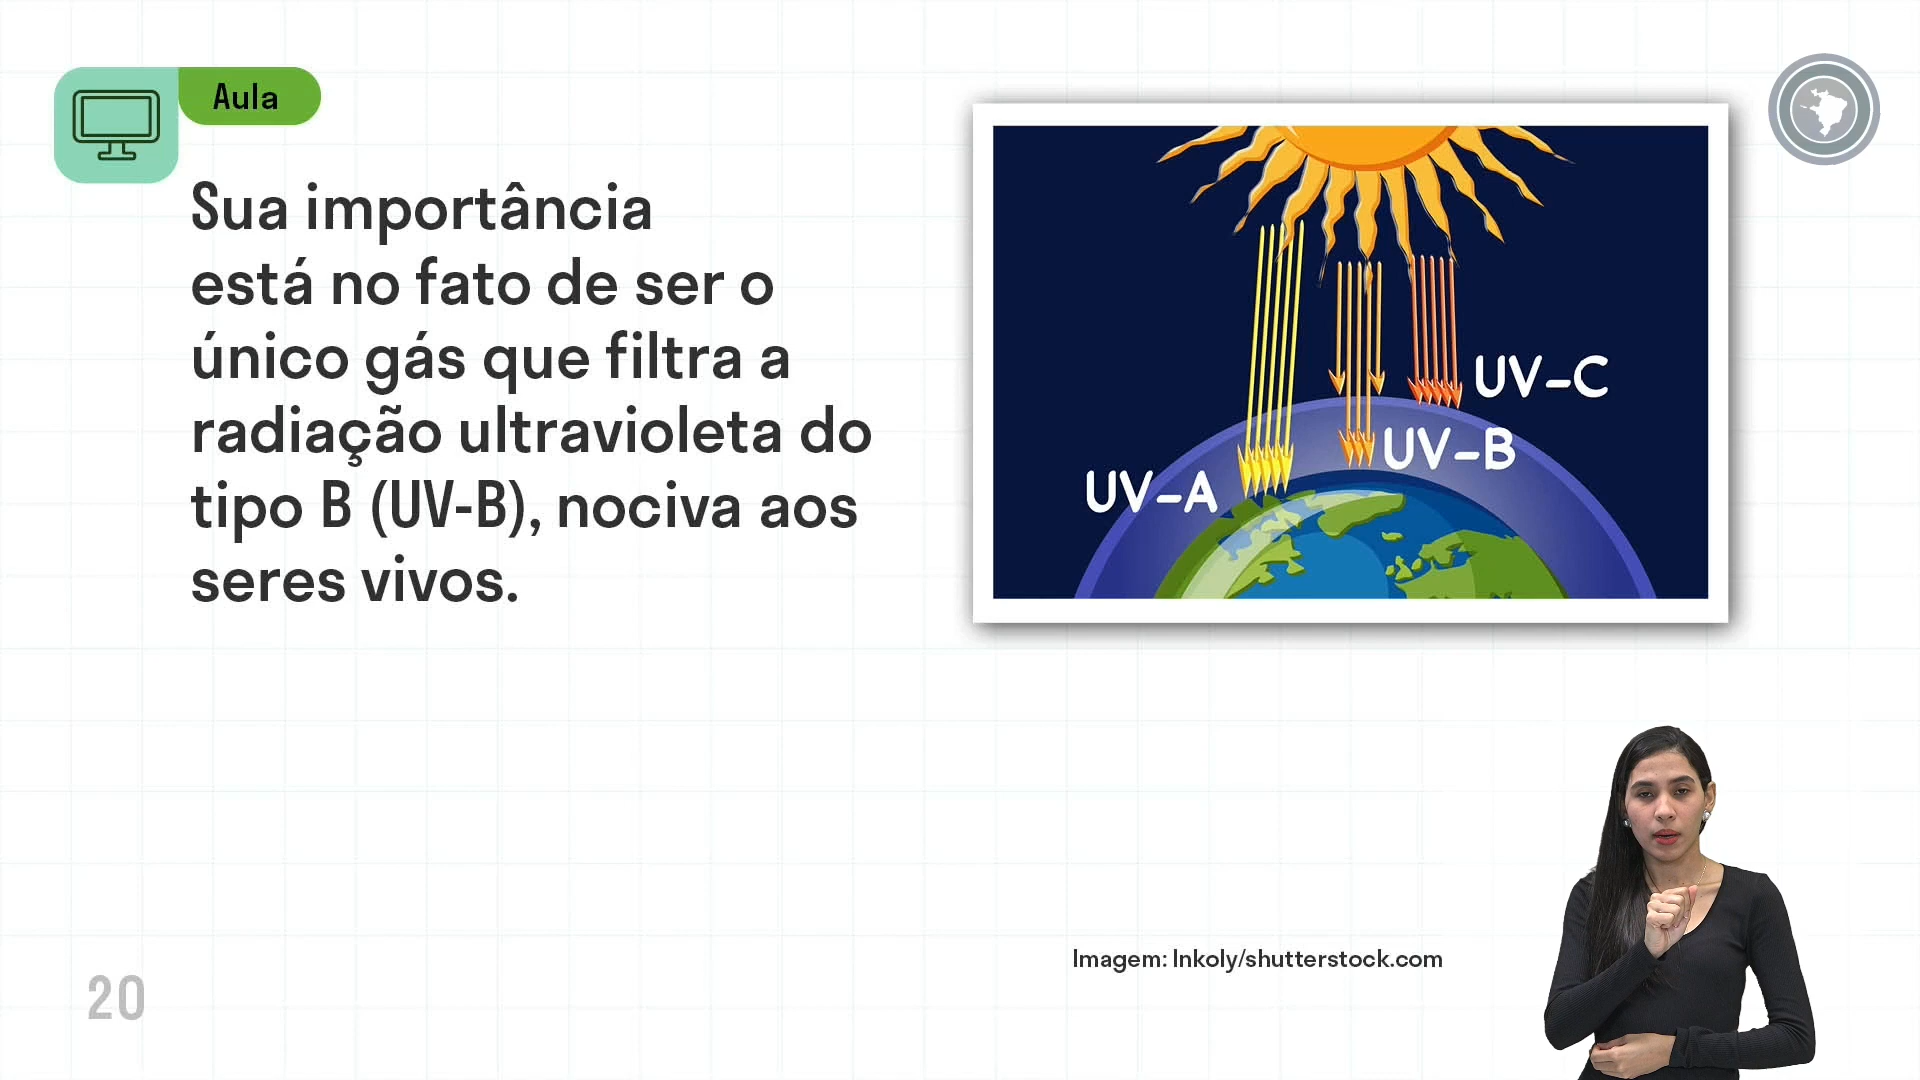 Aula
Sua importância
está no fato de ser o
único gás que filtra a
radiação ultravioleta do
tipo B (UV-B), nociva aos
seres vivos.
UV-C
UV-B
UV-A
Imagem: Inkoly/shutterstock.com
20